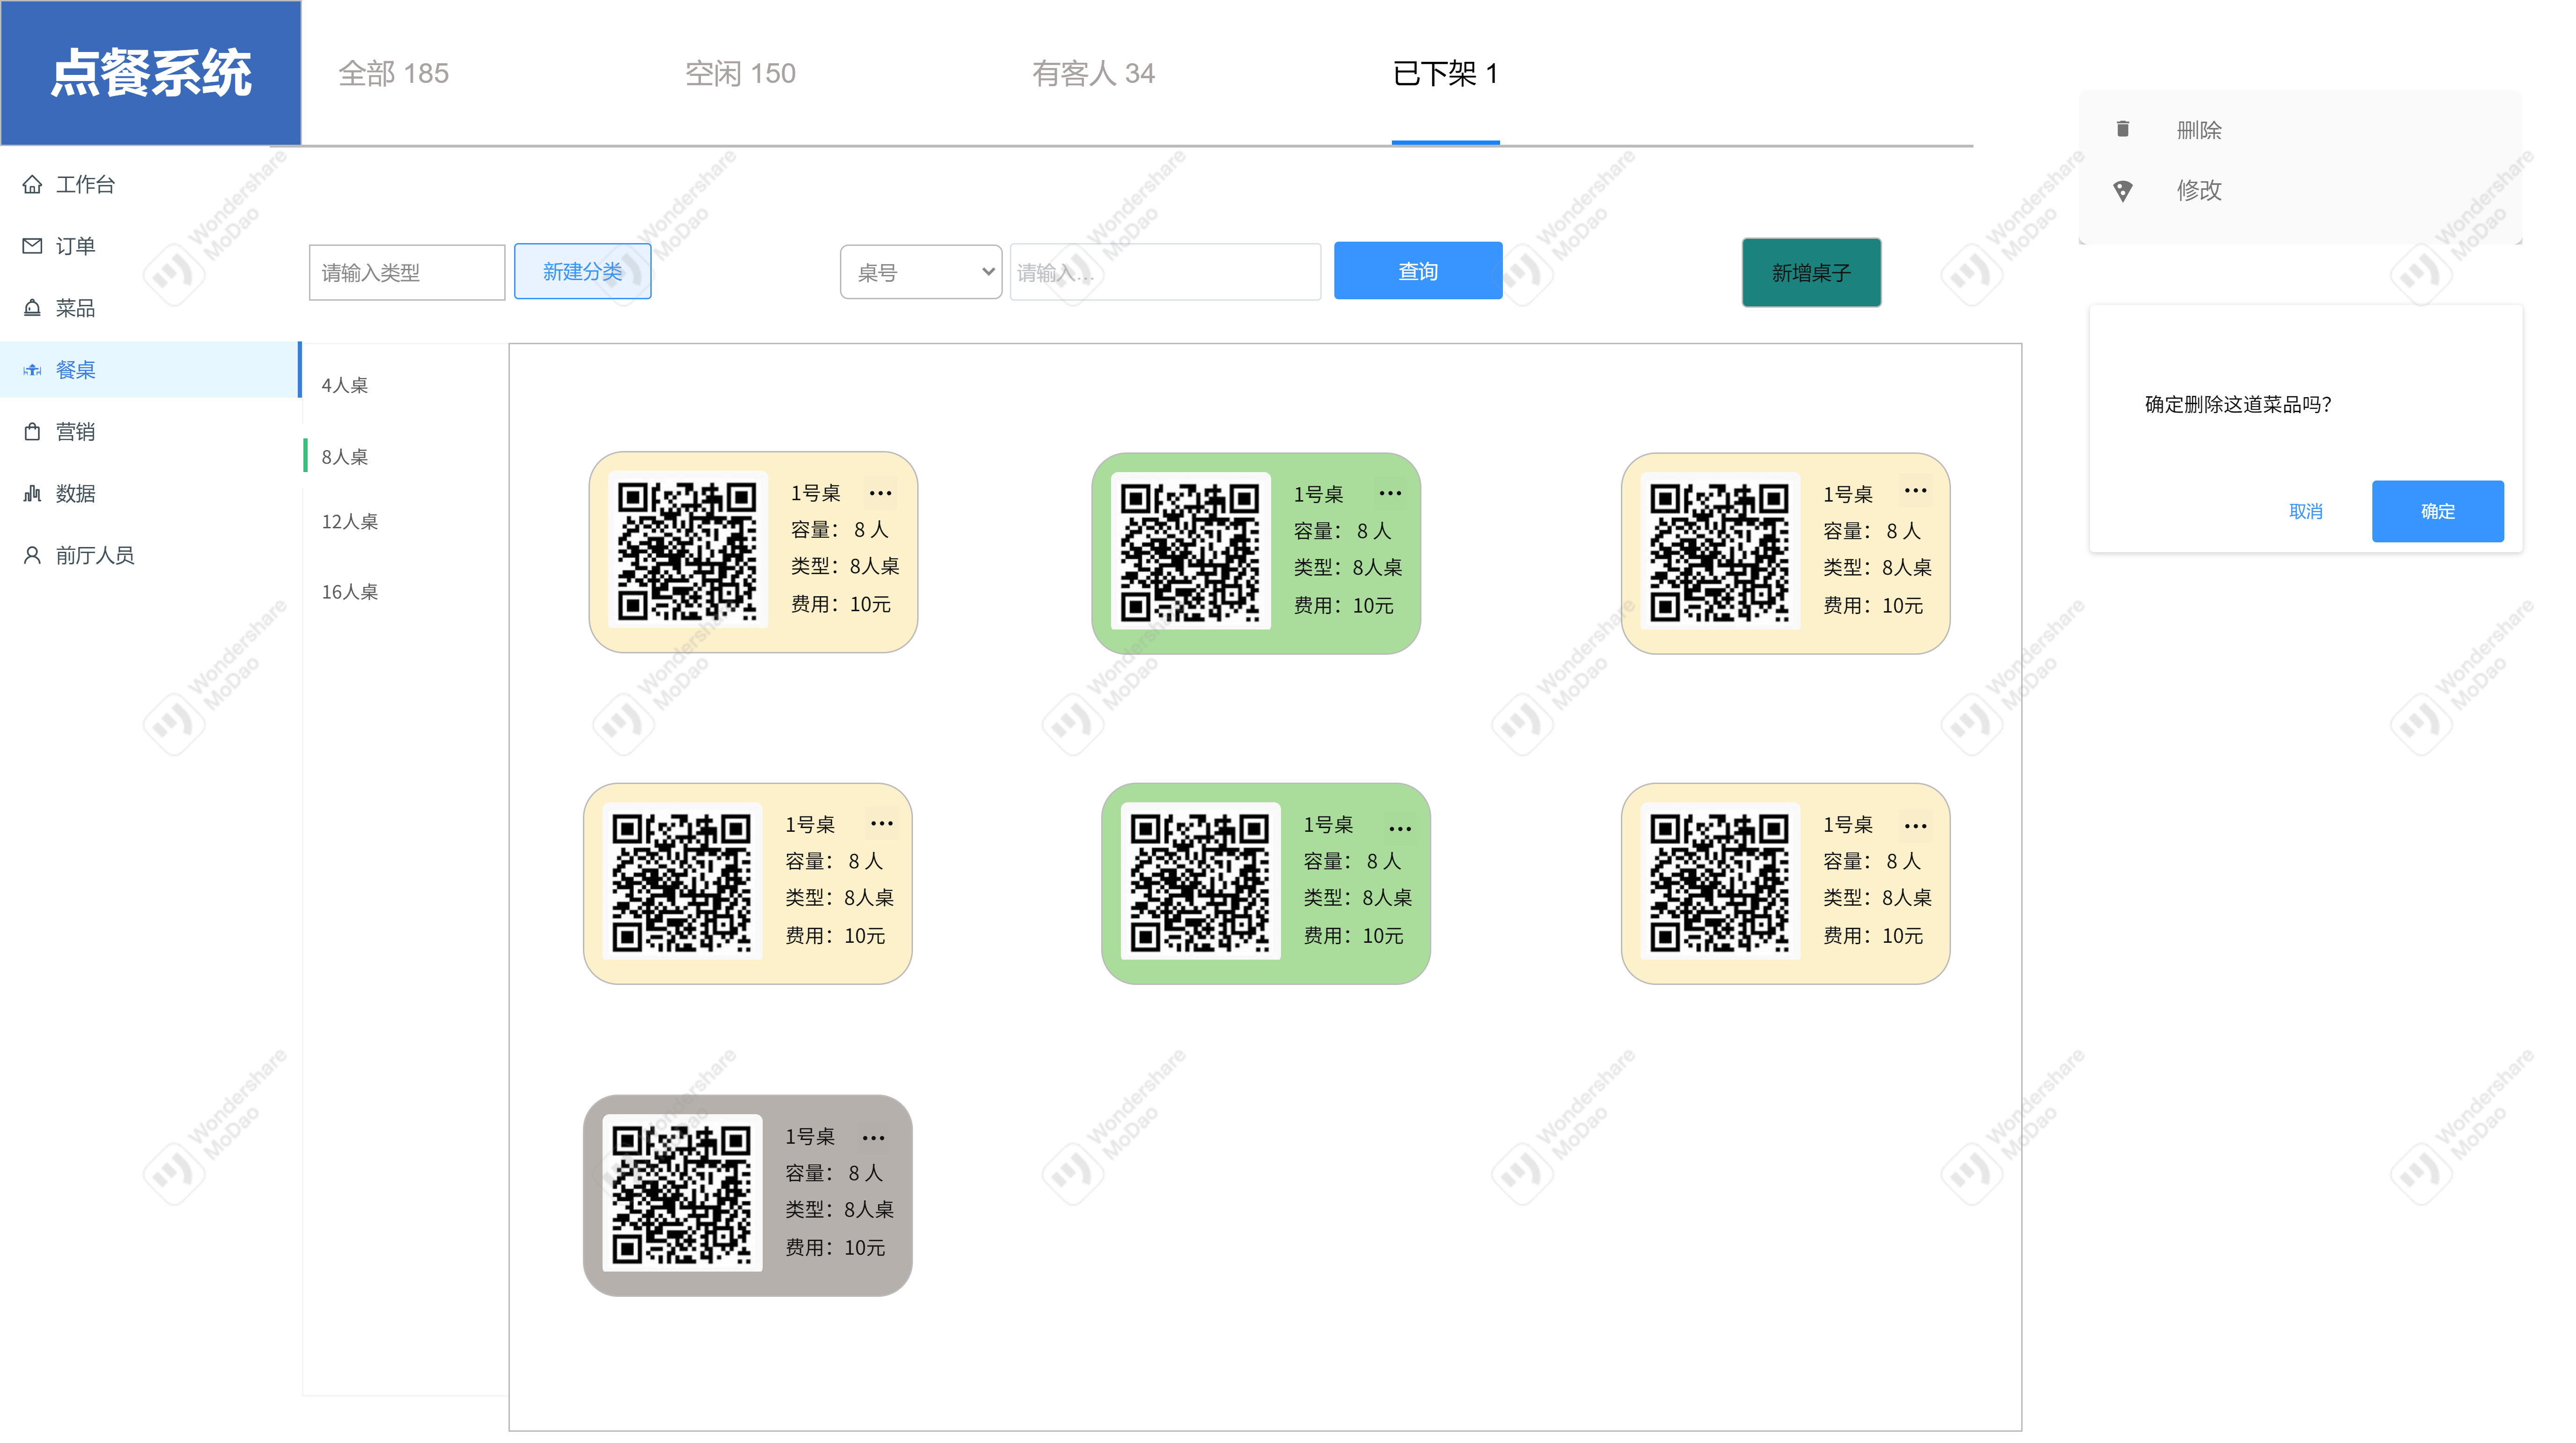 点餐系统
全部 185
空闲 150
有客人 34
已下架 1
删除
修改
工作台
订单
菜品
餐桌
营销
数据
前厅人员
请输入类型
新建分类
桌号
请输入...
查询
新增桌子
4人桌
8人桌
12人桌
16人桌
确定删除这道菜品吗？
取消
确定
1号桌
容量： 8 人
类型：8人桌
费用：10元
1号桌
容量： 8 人
类型：8人桌
费用：10元
1号桌
容量： 8 人
类型：8人桌
费用：10元
1号桌
容量： 8 人
类型：8人桌
费用：10元
1号桌
容量： 8 人
类型：8人桌
费用：10元
1号桌
容量： 8 人
类型：8人桌
费用：10元
1号桌
容量： 8 人
类型：8人桌
费用：10元
Wondershare
MoDao